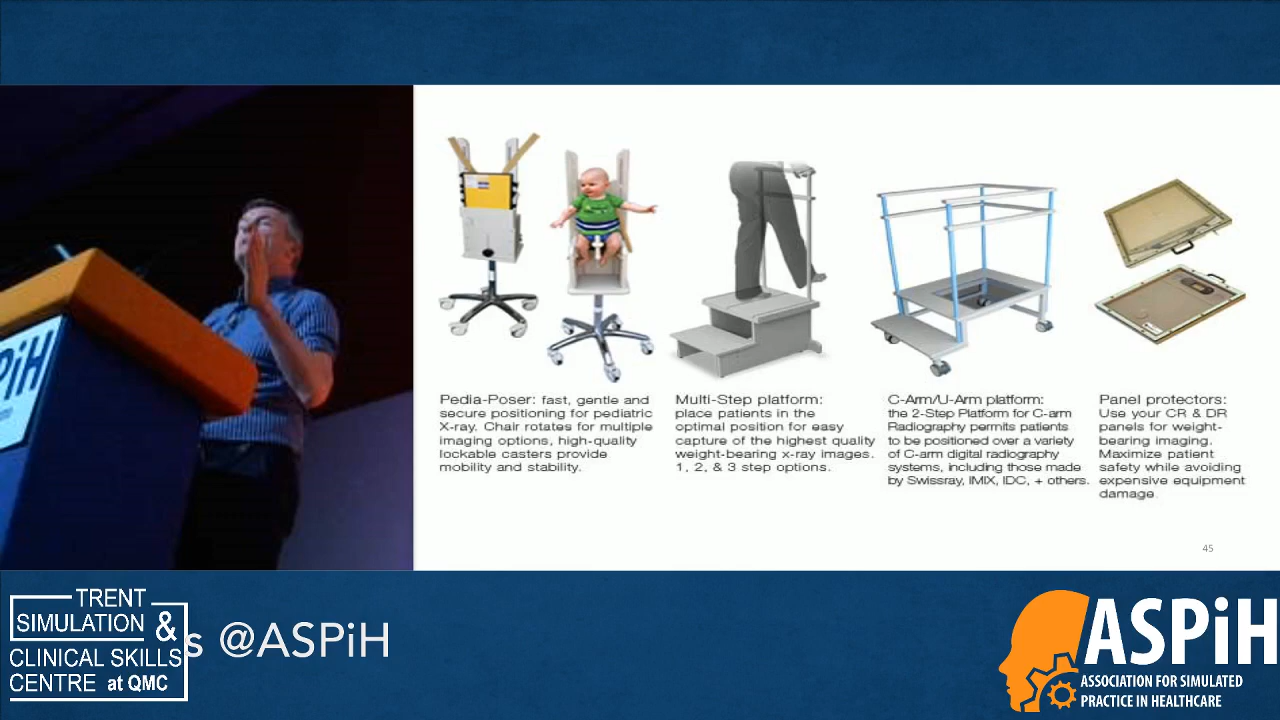 PiH
Pedia-Poser: fast, gentle and
secure positioning for pediatric
X-ray. Chair rotates for multiple
imaging options, high-quality
lockable casters provide
mobility and stability.
Multi-Step platform:
place patients in the
optimal position for easy
capture of the highest quality
weight-bearing x-ray images.
1, 2, & 3 step options.
C-Arm/U-Arm platform:
the 2-Step Platform for C-arm
Radiography permits patients
to be positioned over a variety
of C-arm digital radiography
systems, including those made
by Swissray, IMIX, IDC, + others.
Panel protectors:
Use your CR & DR
panels for weight-
bearing imaging.
Maximize patient
safety while avoiding
expensive equipment
damage.
45
TRENT
SIMULATION &
CLINICAL SKILLS
CENTRE at QMC
s @ASPiH
ASPiH
ASSOCIATION FOR SIMULATED
PRACTICE IN HEALTHCARE